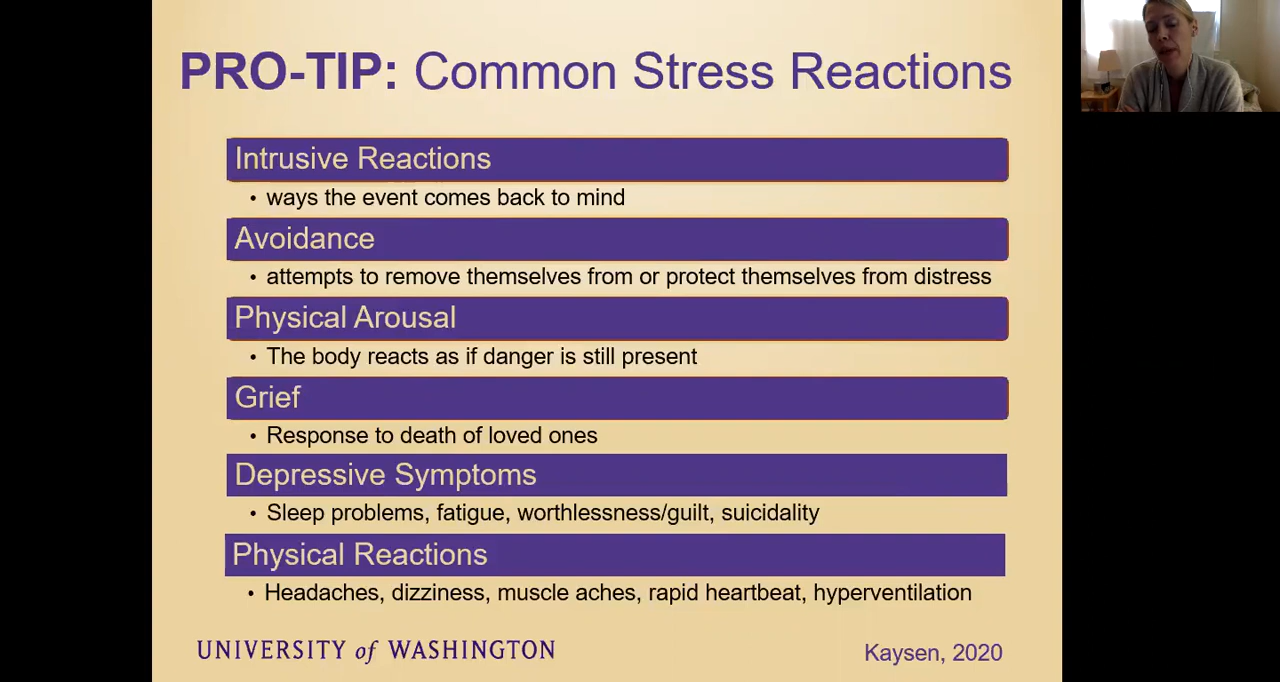 PRO-TIP: Common Stress Reactions
Intrusive Reactions
• ways the event comes back to mind
Avoidance
• attempts to remove themselves from or protect themselves from distress
Physical Arousal
• The body reacts as if danger is still present
Grief
• Response to death of loved ones
Depressive Symptoms
• Sleep problems, fatigue, worthlessness/guilt, suicidality
Physical Reactions
• Headaches, dizziness, muscle aches, rapid heartbeat, hyperventilation
UNIVERSITY of WASHINGTON
Kaysen, 2020